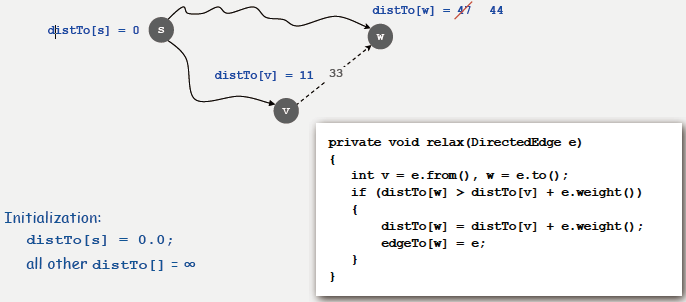 distTo[w] = 47 44
distTo[s] = 0
s
w
distTo[v] = 11
33
v
private void relax(DirectedEdge e)
{
int v = e.from(), w = e.to();
if (distTo[w] > distTo[v] + e.weight())
{
distTo[w] = distTo[v] + e.weight();
edgeTo[w] = e;
}
}
Initialization:
distTo[s] = 0.0;
all other distTo[] = ∞